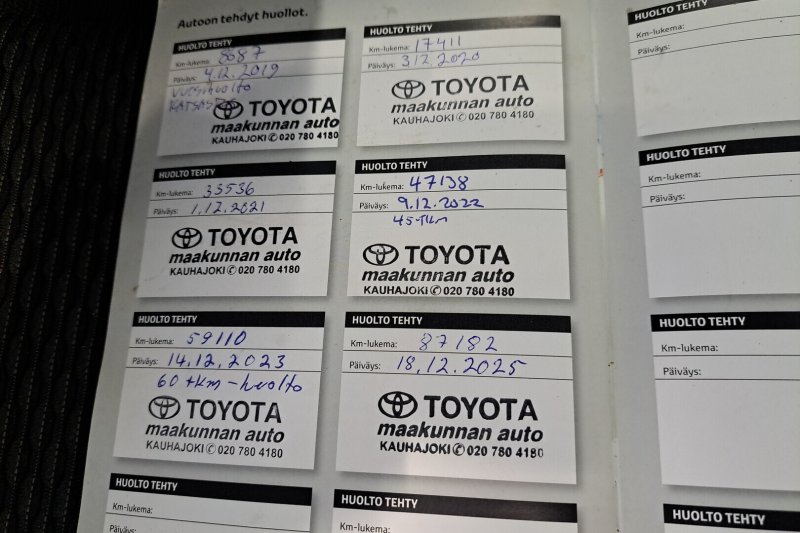 Autoon tehdyt huollot.
HUOLTO TEHTY
Km-lukema: 8087
Päiväys: 4.12.2019
vuosihuolto
KATSAS
TOYOTA
maakunnan auto
KAUHAJOKI ✆ 020 780 4180
HUOLTO TEHTY
Km-lukema: 17411
Päiväys: 3.12.2020
TOYOTA
maakunnan auto
KAUHAJOKI ✆ 020 780 4180
HUOLTO TEHTY
Km-lukema: 35536
Päiväys: 1.12.2021
TOYOTA
maakunnan auto
KAUHAJOKI ✆ 020 780 4180
HUOLTO TEHTY
Km-lukema: 47138
Päiväys: 9.12.2022
45 tkm
TOYOTA
maakunnan auto
KAUHAJOKI ✆ 020 780 4180
HUOLTO TEHTY
Km-lukema: 59110
Päiväys: 14.12.2023
60 tkm-huolto
TOYOTA
maakunnan auto
KAUHAJOKI ✆ 020 780 4180
HUOLTO TEHTY
Km-lukema: 87182
Päiväys: 18.12.2025
TOYOTA
maakunnan auto
KAUHAJOKI ✆ 020 780 4180
HUOLTO TEHTY
Km-lukema:
Päiväys:
HUOLTO TEHTY
Km-lukema:
HUOLTO TEHTY
Päiväys:
HUOLTO TEHTY
Km-lukema:
Päiväys:
HUOLTO TEHTY
Km-lukema:
Päiväys:
HUOLTO TEHTY